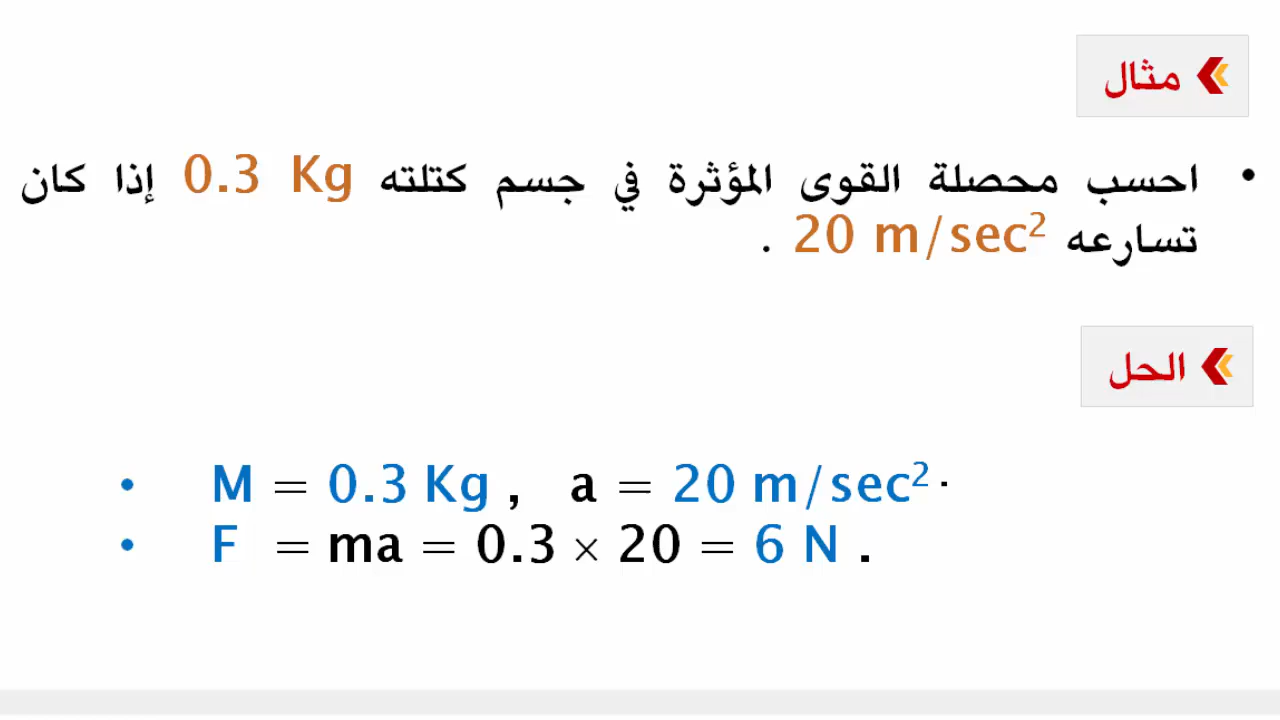 مثال
• احسب محصلة القوى المؤثرة في جسم كتلته 0.3 Kg إذا كان
تسارعه 20 m/sec² .
الحل
• M = 0.3 Kg , a = 20 m/sec² .
• F = ma = 0.3 × 20 = 6 N .